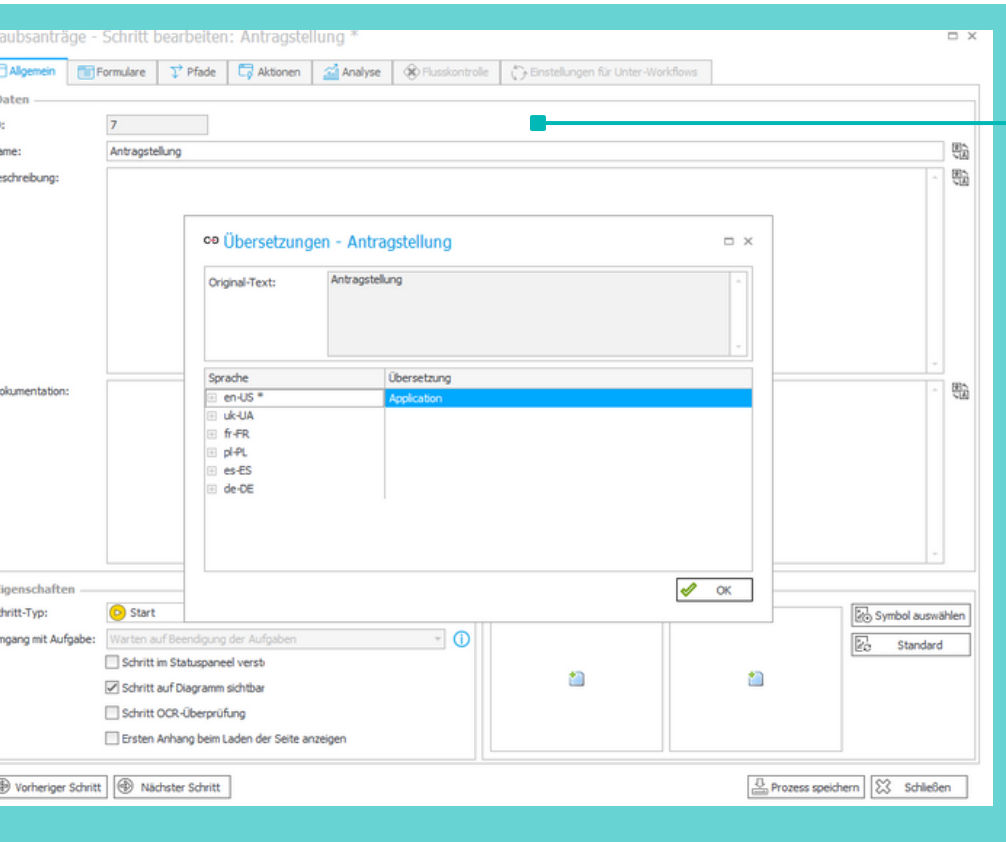 aubsanträge - Schritt bearbeiten: Antragstellung *
Allgemein Formulare Pfade Aktionen Analyse Flusskontrolle Einstellungen für Unter-Workflows
Daten
: 7
ame: Antragstellung
eschreibung:
Übersetzungen - Antragstellung
Original-Text: Antragstellung
Sprache Übersetzung
en-US * Application
uk-UA
fr-FR
pl-PL
es-ES
de-DE
OK
okumentation:
igenschaften
chritt-Typ: Start
mgang mit Aufgabe: Warten auf Beendigung der Aufgaben
Schritt im Statuspaneel verst
Schritt auf Diagramm sichtbar
Schritt OCR-Überprüfung
Ersten Anhang beim Laden der Seite anzeigen
Symbol auswählen
Standard
Vorheriger Schritt Nächster Schritt Prozess speichern Schließen